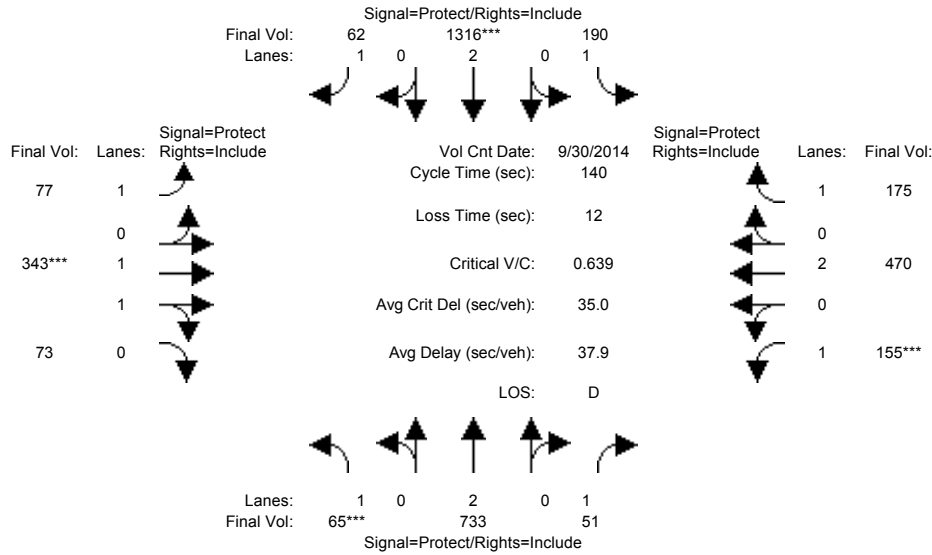 Signal=Protect/Rights=Include
Final Vol: 62 1316*** 190
Lanes: 1 0 2 0 1
Signal=Protect
Final Vol: Lanes: Rights=Include
Vol Cnt Date: 9/30/2014
Signal=Protect
Rights=Include Lanes: Final Vol:
Cycle Time (sec): 140
77 1
1 175
Loss Time (sec): 12
0
0
343*** 1
Critical V/C: 0.639
2 470
1
Avg Crit Del (sec/veh): 35.0
0
73 0
Avg Delay (sec/veh): 37.9
1 155***
LOS: D
Lanes: 1 0 2 0 1
Final Vol: 65*** 733 51
Signal=Protect/Rights=Include